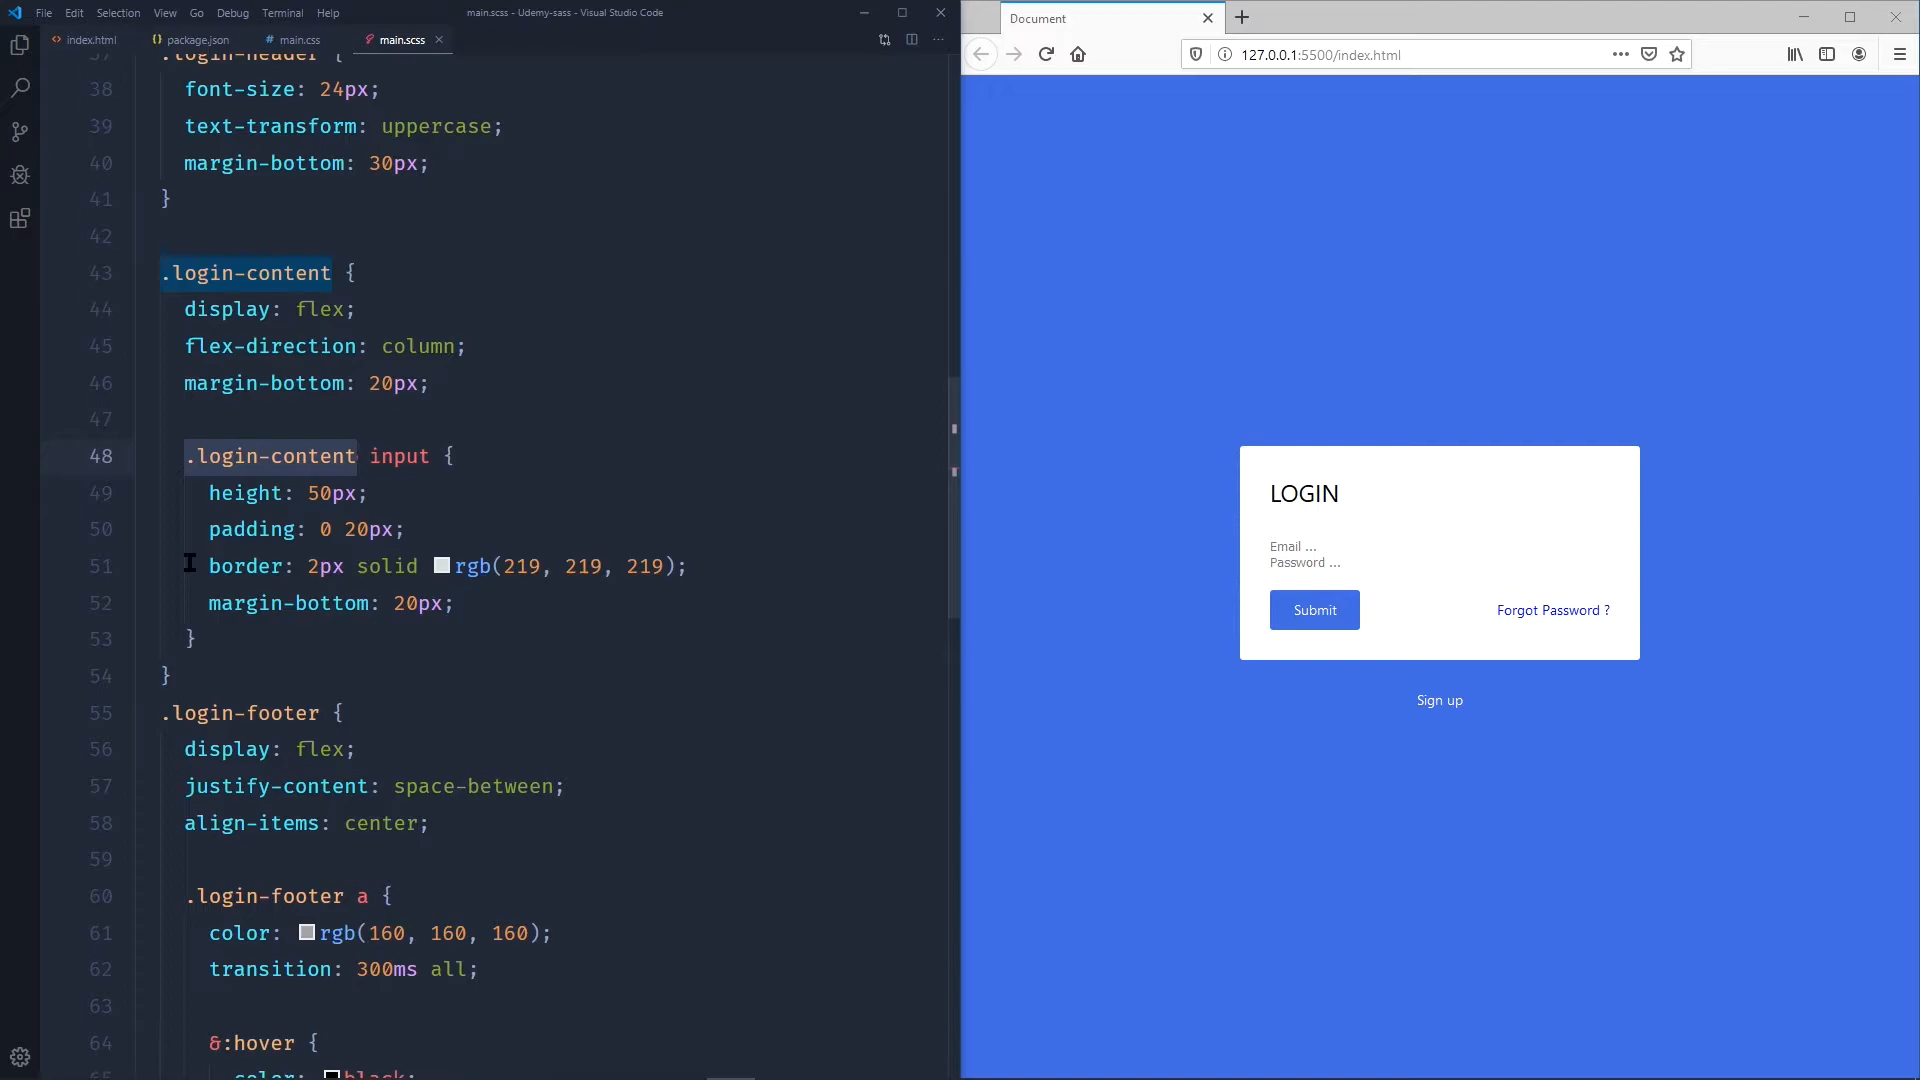 File Edit Selection View Go Debug Terminal Help
main.scss - Udemy-sass - Visual Studio Code
index.html
package.json
main.css
main.scss
37 .login-header {
38 font-size: 24px;
39 text-transform: uppercase;
40 margin-bottom: 30px;
41 }
42
43 .login-content {
44 display: flex;
45 flex-direction: column;
46 margin-bottom: 20px;
47
48 .login-content input {
49 height: 50px;
50 padding: 0 20px;
51 border: 2px solid rgb(219, 219, 219);
52 margin-bottom: 20px;
53 }
54 }
55 .login-footer {
56 display: flex;
57 justify-content: space-between;
58 align-items: center;
59
60 .login-footer a {
61 color: rgb(160, 160, 160);
62 transition: 300ms all;
63
64 &:hover {
65 color: black;
Document
127.0.0.1:5500/index.html
LOGIN
Email ...
Password ...
Submit
Forgot Password ?
Sign up